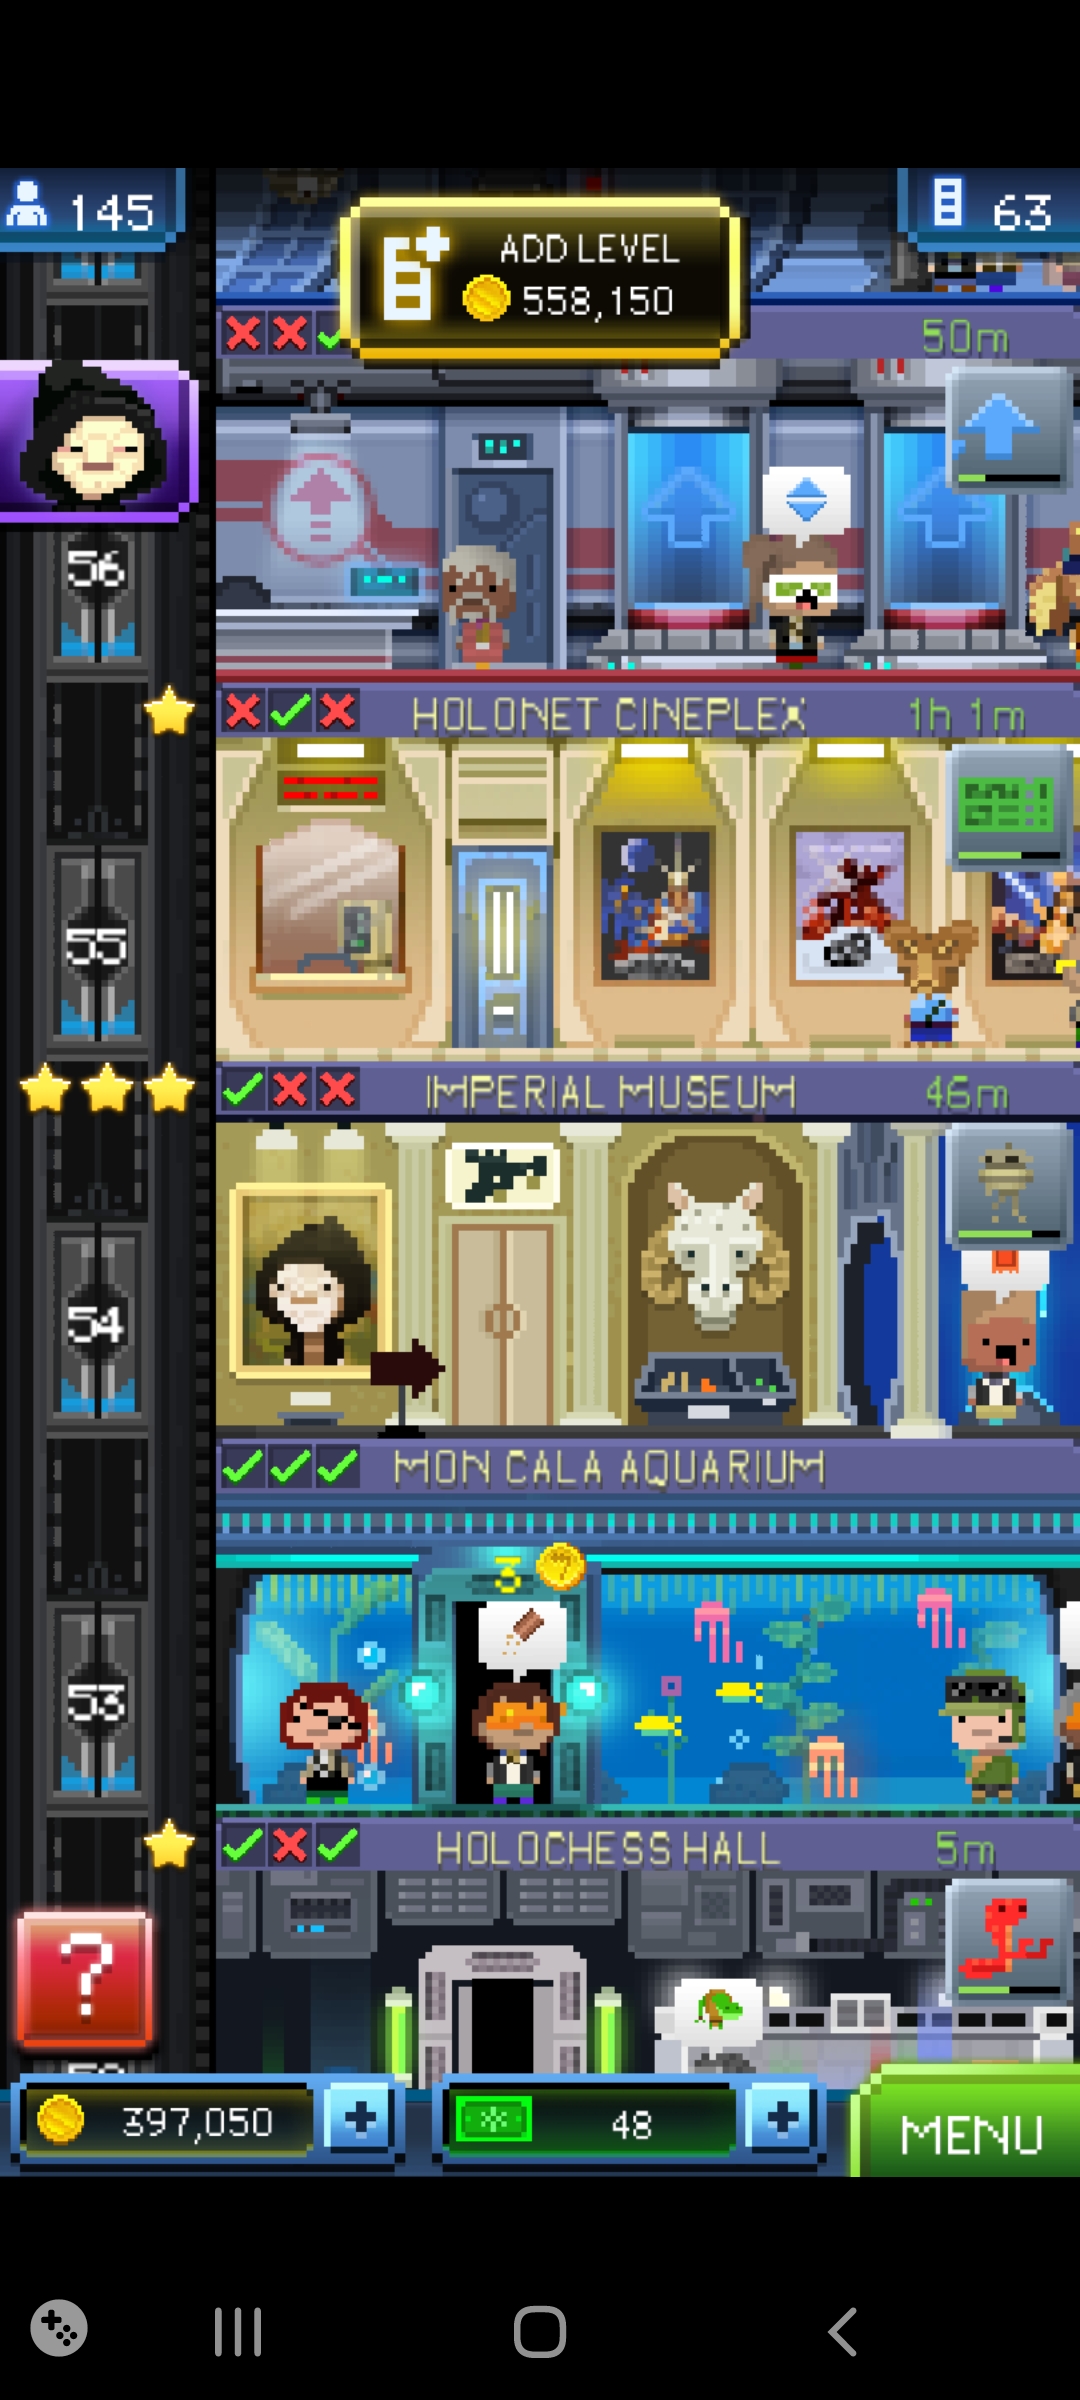 145
63
ADD LEVEL
558,150
50m
56
HOLONET CINEPLEX
1h 1m
55
IMPERIAL MUSEUM
46m
54
MON CALA AQUARIUM
3
53
HOLOCHESS HALL
5m
?
397,050
48
MENU